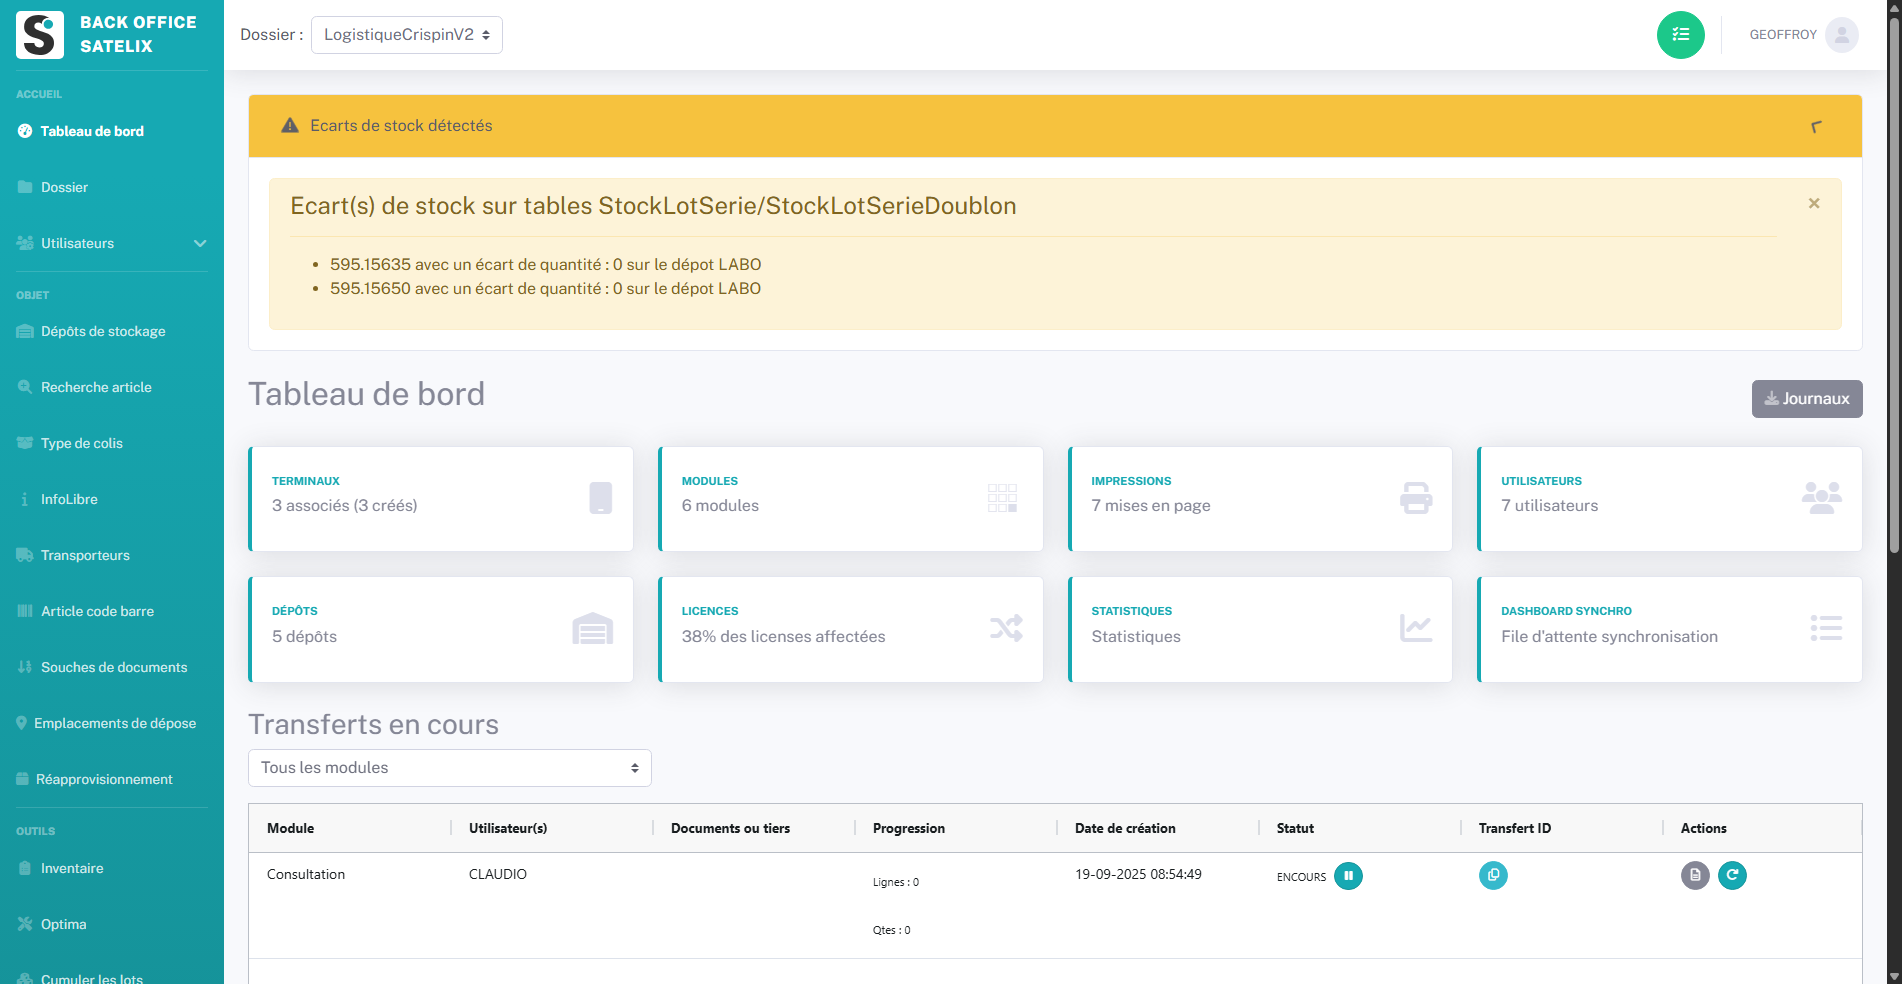 BACK OFFICE
SATELIX
Dossier :
LogistiqueCrispinV2
GEOFFROY
ACCUEIL
Tableau de bord
Dossier
Utilisateurs
OBJET
Dépôts de stockage
Recherche article
Type de colis
InfoLibre
Transporteurs
Article code barre
Souches de documents
Emplacements de dépose
Réapprovisionnement
OUTILS
Inventaire
Optima
Cumuler les lots
Ecarts de stock détectés
Ecart(s) de stock sur tables StockLotSerie/StockLotSerieDoublon
• 595.15635 avec un écart de quantité : 0 sur le dépot LABO
• 595.15650 avec un écart de quantité : 0 sur le dépot LABO
Tableau de bord
Journaux
TERMINAUX
3 associés (3 créés)
MODULES
6 modules
IMPRESSIONS
7 mises en page
UTILISATEURS
7 utilisateurs
DÉPÔTS
5 dépôts
LICENCES
38% des licenses affectées
STATISTIQUES
Statistiques
DASHBOARD SYNCHRO
File d'attente synchronisation
Transferts en cours
Tous les modules
Module Utilisateur(s) Documents ou tiers Progression Date de création Statut Transfert ID Actions
Consultation CLAUDIO Lignes : 0 19-09-2025 08:54:49 ENCOURS
Qtes : 0